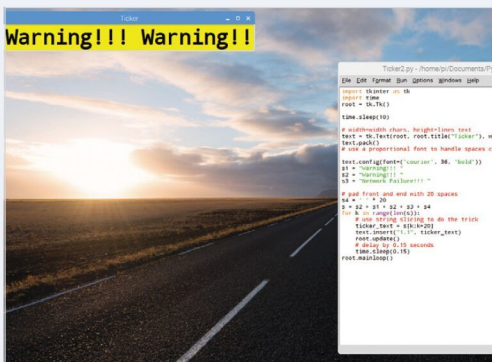 Ticker
Warning!!! Warning!!
Ticker2.py - /home/pi/Documents/Py
File Edit Format Run Options Windows Help
import tkinter as tk
import time
root = tk.Tk()
time.sleep(10)
# width=width chars, height=lines text
text = tk.Text(root, root.title("Ticker"),
text.pack()
# use a proportional font to handle spaces
text.config(font=('courier', 38, 'bold'))
s1 = "Warning!!! "
s2 = "Warning!!! "
s3 = "Network Failure!!! "
# pad front and end with 20 spaces
s4 = ' ' * 20
s = s2 + s1 + s2 + s3 + s4
for k in range(len(s)):
# use string slicing to do the trick
ticker_text = s[k:k+20]
text.insert("1.1", ticker_text)
root.update()
# delay by 0.15 seconds
time.sleep(0.15)
root.mainloop()